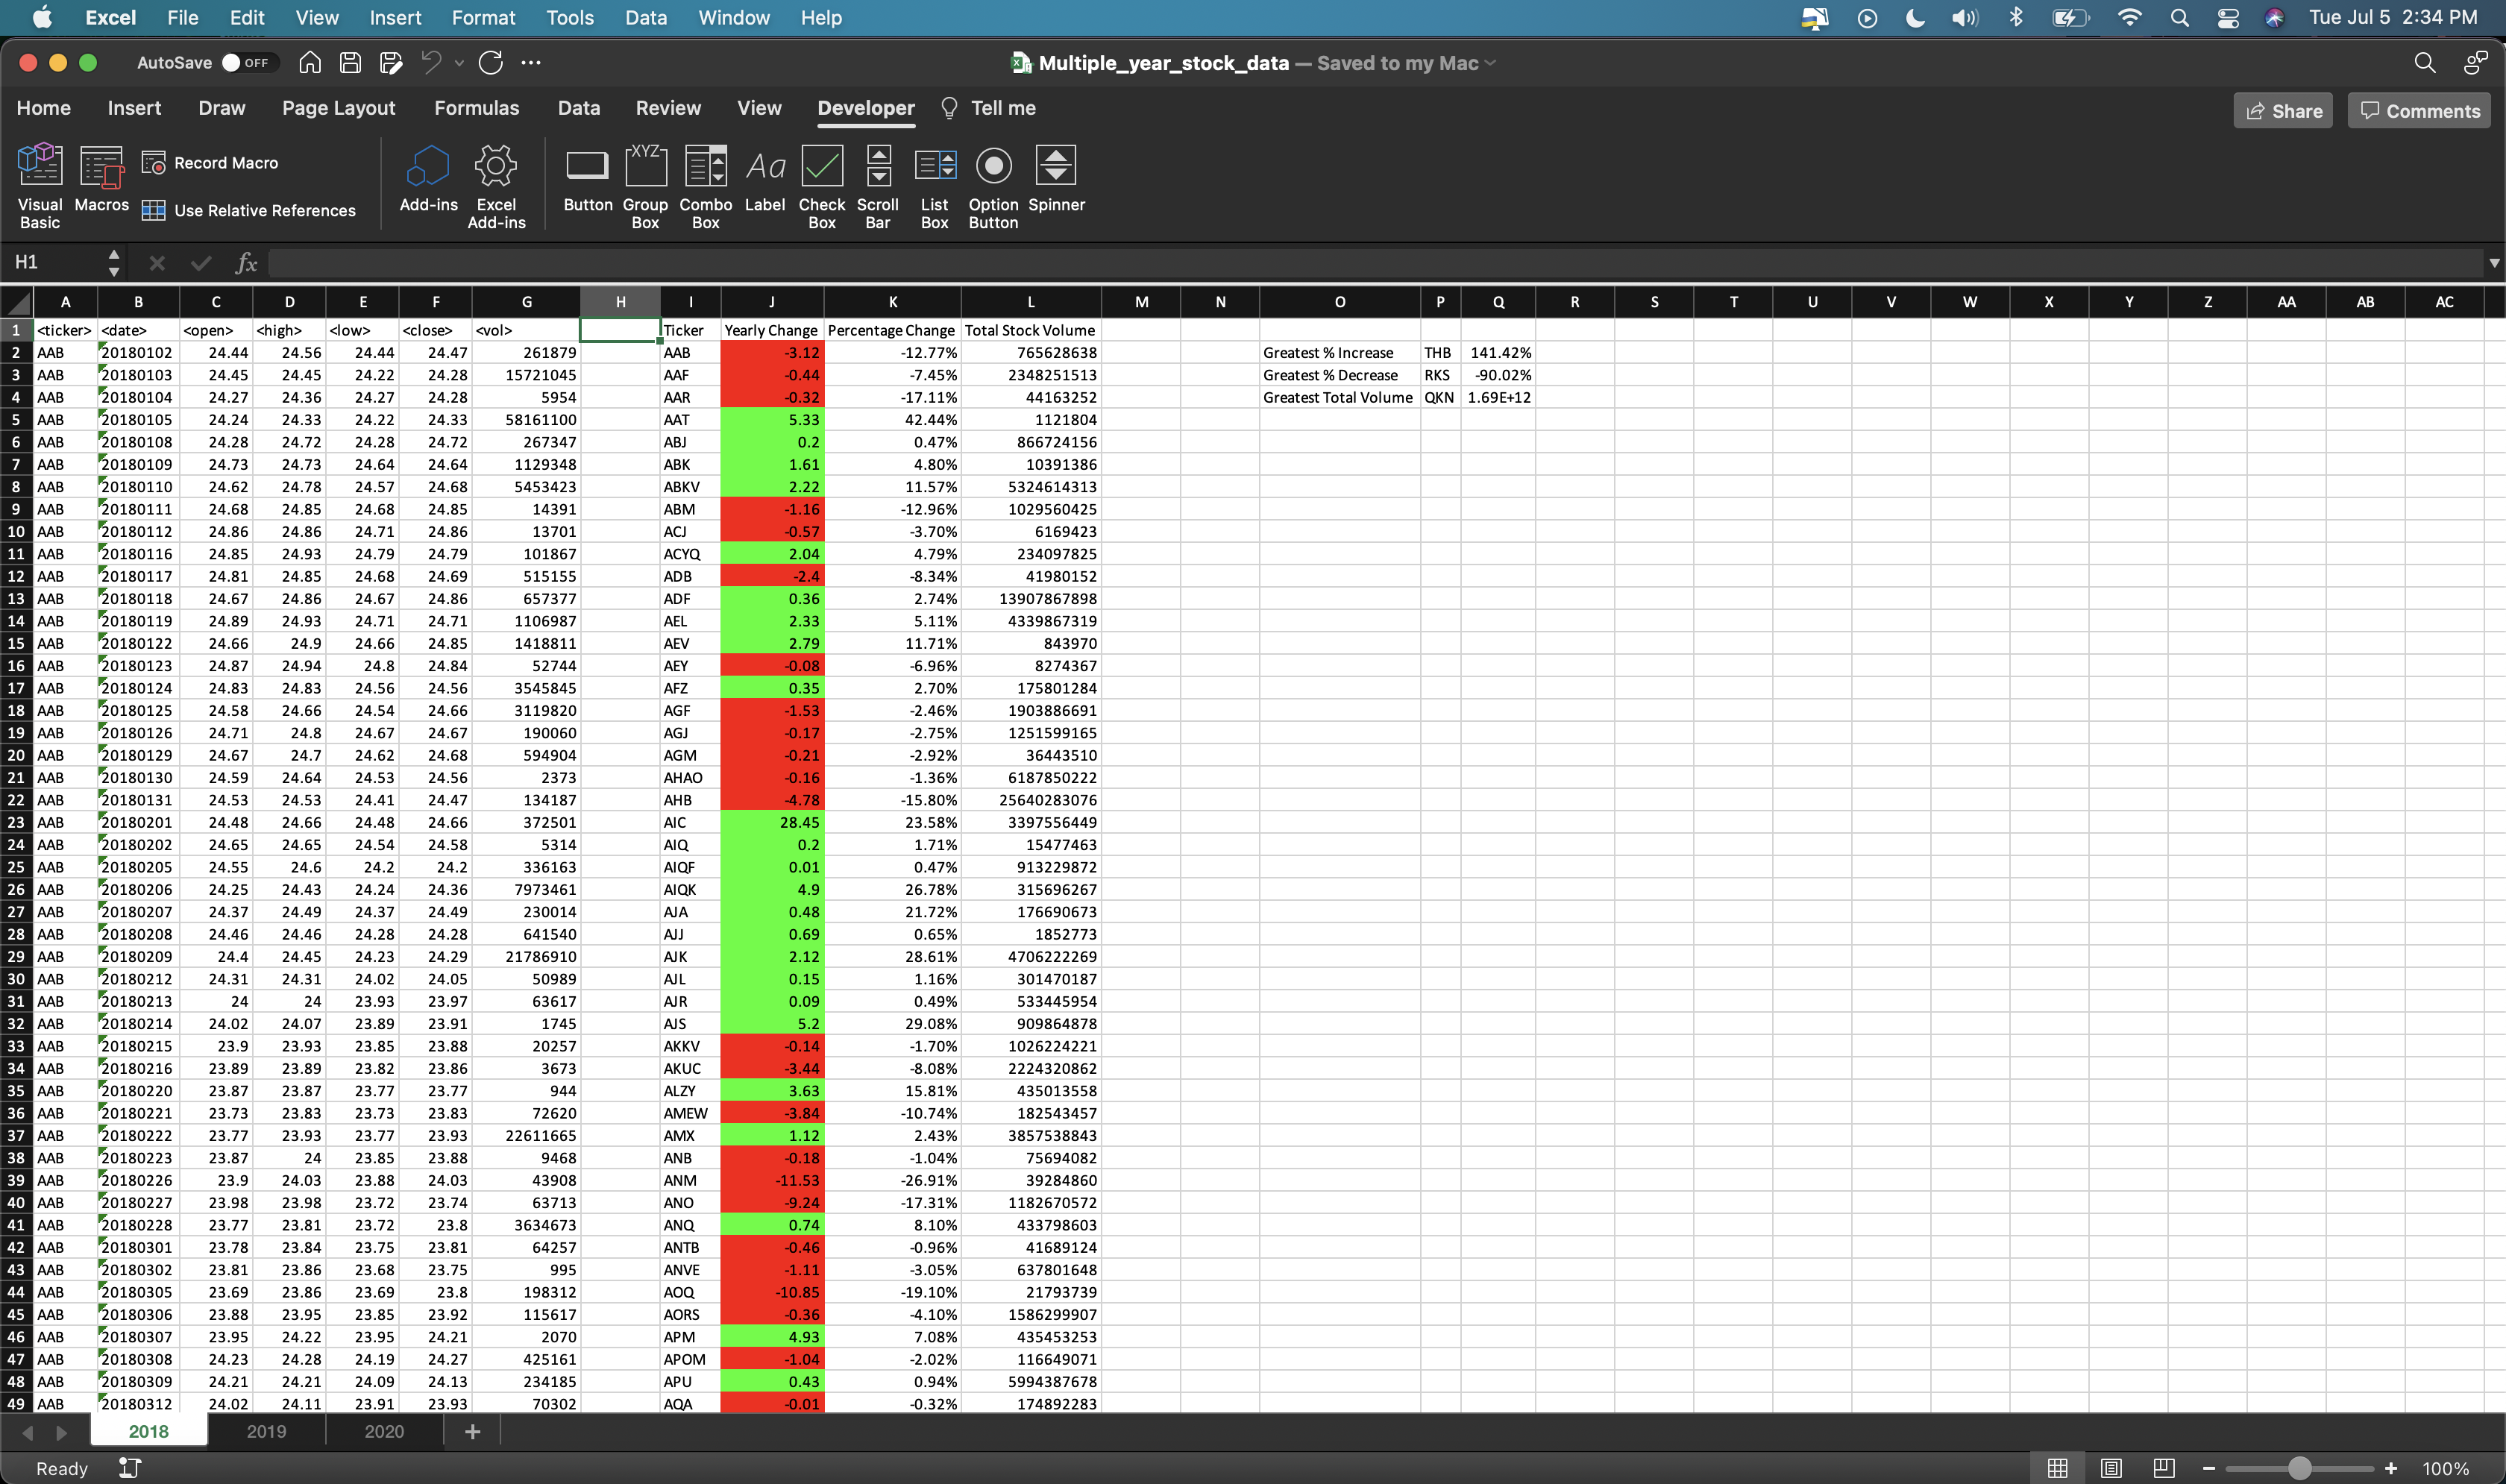 Excel File Edit View Insert Format Tools Data Window Help Tue Jul 5 2:34 PM
AutoSave OFF Multiple_year_stock_data — Saved to my Mac
Home Insert Draw Page Layout Formulas Data Review View Developer Tell me Share Comments
Visual Basic Macros Record Macro Use Relative References Add-ins Excel Add-ins Button XYZ Group Box Combo Box Aa Label Check Box Scroll Bar List Box Option Button Spinner
H1 fx
A B C D E F G H I J K L M N O P Q R S T U V W X Y Z AA AB AC
1 <ticker> <date> <open> <high> <low> <close> <vol> Ticker Yearly Change Percentage Change Total Stock Volume
2 AAB 20180102 24.44 24.56 24.44 24.47 261879 AAB -3.12 -12.77% 765628638 Greatest % Increase THB 141.42%
3 AAB 20180103 24.45 24.45 24.22 24.28 15721045 AAF -0.44 -7.45% 2348251513 Greatest % Decrease RKS -90.02%
4 AAB 20180104 24.27 24.36 24.27 24.28 5954 AAR -0.32 -17.11% 44163252 Greatest Total Volume QKN 1.69E+12
5 AAB 20180105 24.24 24.33 24.22 24.33 58161100 AAT 5.33 42.44% 1121804
6 AAB 20180108 24.28 24.72 24.28 24.72 267347 ABJ 0.2 0.47% 866724156
7 AAB 20180109 24.73 24.73 24.64 24.64 1129348 ABK 1.61 4.80% 10391386
8 AAB 20180110 24.62 24.78 24.57 24.68 5453423 ABKV 2.22 11.57% 5324614313
9 AAB 20180111 24.68 24.85 24.68 24.85 14391 ABM -1.16 -12.96% 1029560425
10 AAB 20180112 24.86 24.86 24.71 24.86 13701 ACJ -0.57 -3.70% 6169423
11 AAB 20180116 24.85 24.93 24.79 24.79 101867 ACYQ 2.04 4.79% 234097825
12 AAB 20180117 24.81 24.85 24.68 24.69 515155 ADB -2.4 -8.34% 41980152
13 AAB 20180118 24.67 24.86 24.67 24.86 657377 ADF 0.36 2.74% 13907867898
14 AAB 20180119 24.89 24.93 24.71 24.71 1106987 AEL 2.33 5.11% 4339867319
15 AAB 20180122 24.66 24.9 24.66 24.85 1418811 AEV 2.79 11.71% 843970
16 AAB 20180123 24.87 24.94 24.8 24.84 52744 AEY -0.08 -6.96% 8274367
17 AAB 20180124 24.83 24.83 24.56 24.56 3545845 AFZ 0.35 2.70% 175801284
18 AAB 20180125 24.58 24.66 24.54 24.66 3119820 AGF -1.53 -2.46% 1903886691
19 AAB 20180126 24.71 24.8 24.67 24.67 190060 AGJ -0.17 -2.75% 1251599165
20 AAB 20180129 24.67 24.7 24.62 24.68 594904 AGM -0.21 -2.92% 36443510
21 AAB 20180130 24.59 24.64 24.53 24.56 2373 AHAO -0.16 -1.36% 6187850222
22 AAB 20180131 24.53 24.53 24.41 24.47 134187 AHB -4.78 -15.80% 25640283076
23 AAB 20180201 24.48 24.66 24.48 24.66 372501 AIC 28.45 23.58% 3397556449
24 AAB 20180202 24.65 24.65 24.54 24.58 5314 AIQ 0.2 1.71% 15477463
25 AAB 20180205 24.55 24.6 24.2 24.2 336163 AIQF 0.01 0.47% 913229872
26 AAB 20180206 24.25 24.43 24.24 24.36 7973461 AIQK 4.9 26.78% 315696267
27 AAB 20180207 24.37 24.49 24.37 24.49 230014 AJA 0.48 21.72% 176690673
28 AAB 20180208 24.46 24.46 24.28 24.28 641540 AJJ 0.69 0.65% 1852773
29 AAB 20180209 24.4 24.45 24.23 24.29 21786910 AJK 2.12 28.61% 4706222269
30 AAB 20180212 24.31 24.31 24.02 24.05 50989 AJL 0.15 1.16% 301470187
31 AAB 20180213 24 24 23.93 23.97 63617 AJR 0.09 0.49% 533445954
32 AAB 20180214 24.02 24.07 23.89 23.91 1745 AJS 5.2 29.08% 909864878
33 AAB 20180215 23.9 23.93 23.85 23.88 20257 AKKV -0.14 -1.70% 1026224221
34 AAB 20180216 23.89 23.89 23.82 23.86 3673 AKUC -3.44 -8.08% 2224320862
35 AAB 20180220 23.87 23.87 23.77 23.77 944 ALZY 3.63 15.81% 435013558
36 AAB 20180221 23.73 23.83 23.73 23.83 72620 AMEW -3.84 -10.74% 182543457
37 AAB 20180222 23.77 23.93 23.77 23.93 22611665 AMX 1.12 2.43% 3857538843
38 AAB 20180223 23.87 24 23.85 23.88 9468 ANB -0.18 -1.04% 75694082
39 AAB 20180226 23.9 24.03 23.88 24.03 43908 ANM -11.53 -26.91% 39284860
40 AAB 20180227 23.98 23.98 23.72 23.74 63713 ANO -9.24 -17.31% 1182670572
41 AAB 20180228 23.77 23.81 23.72 23.8 3634673 ANQ 0.74 8.10% 433798603
42 AAB 20180301 23.78 23.84 23.75 23.81 64257 ANTB -0.46 -0.96% 41689124
43 AAB 20180302 23.81 23.86 23.68 23.75 995 ANVE -1.11 -3.05% 637801648
44 AAB 20180305 23.69 23.86 23.69 23.8 198312 AOQ -10.85 -19.10% 21793739
45 AAB 20180306 23.88 23.95 23.85 23.92 115617 AORS -0.36 -4.10% 1586299907
46 AAB 20180307 23.95 24.22 23.95 24.21 2070 APM 4.93 7.08% 435453253
47 AAB 20180308 24.23 24.28 24.19 24.27 425161 APOM -1.04 -2.02% 116649071
48 AAB 20180309 24.21 24.21 24.09 24.13 234185 APU 0.43 0.94% 5994387678
49 AAB 20180312 24.02 24.11 23.91 23.93 70302 AQA -0.01 -0.32% 174892283
2018 2019 2020 +
Ready 100%